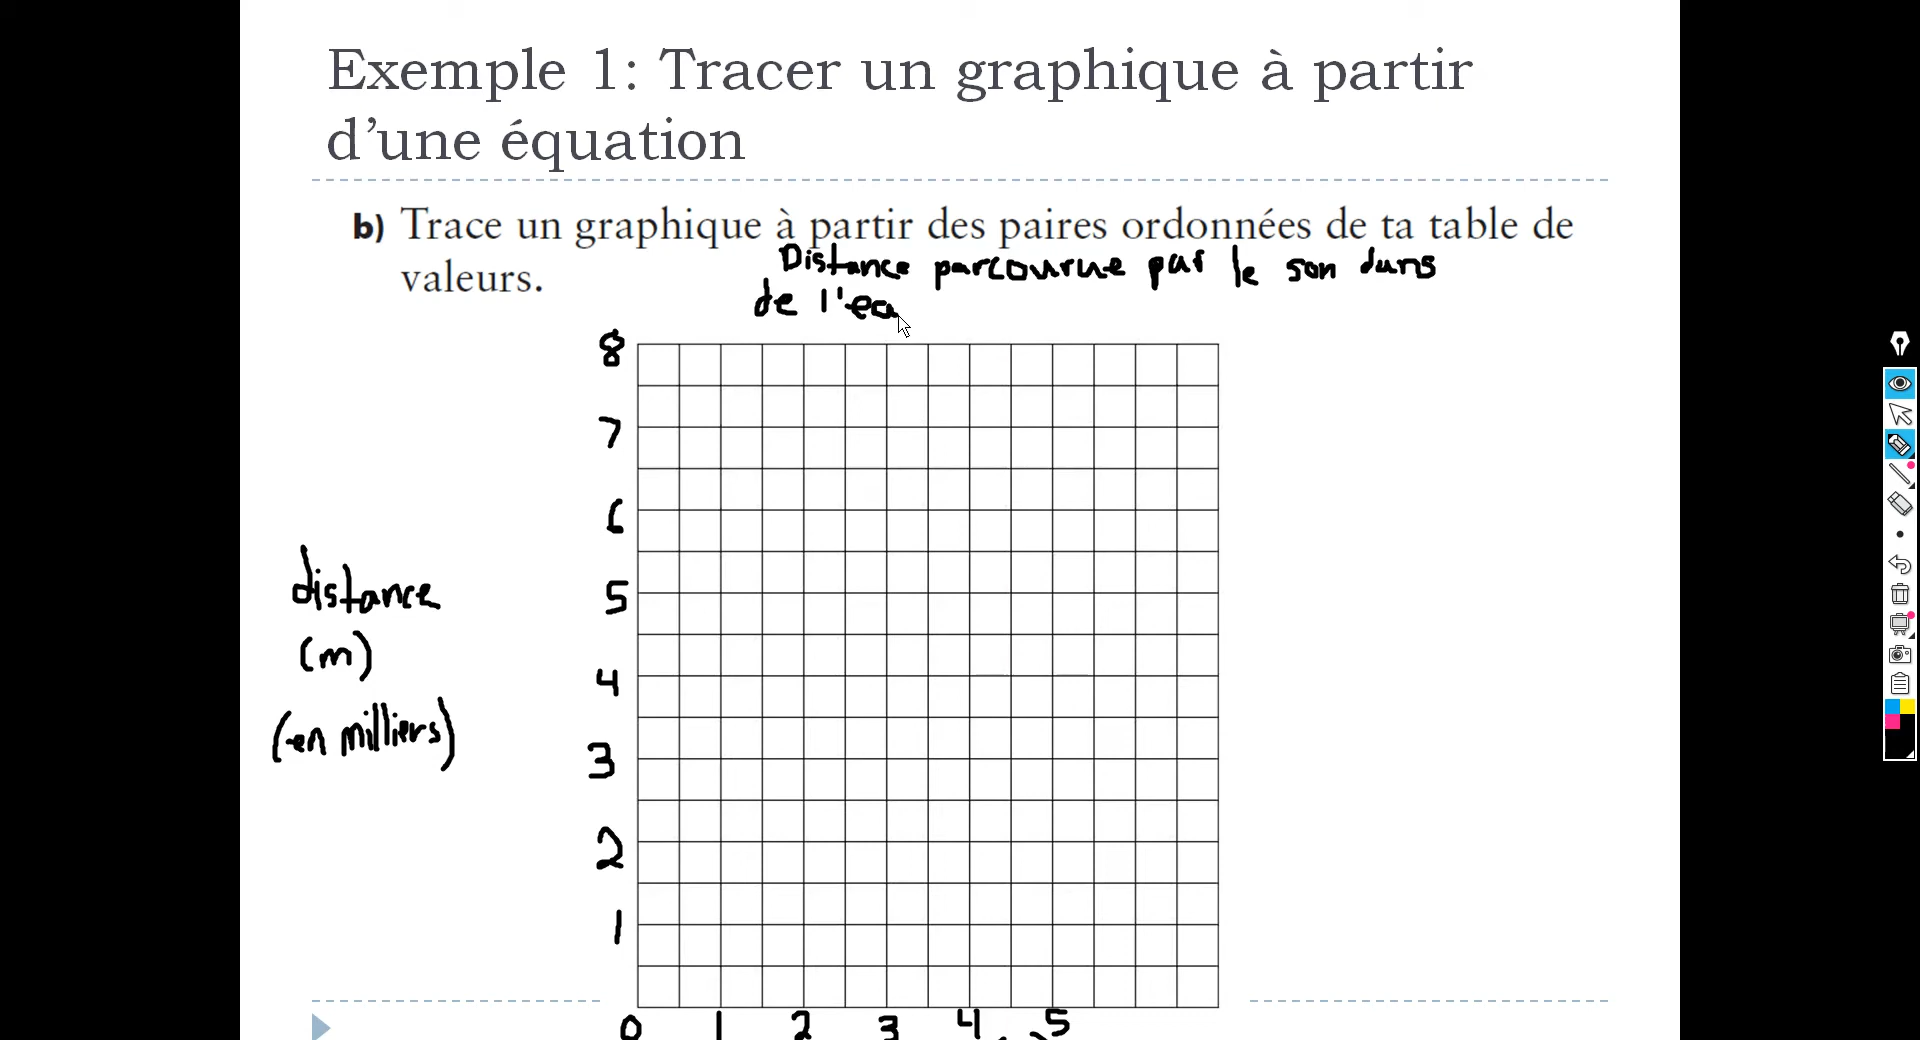 Exemple 1: Tracer un graphique à partir
d'une équation
b) Trace un graphique à partir des paires ordonnées de ta table de
valeurs.
Distance parcourue par le son dans
de l'eau
8
7
6
5
4
3
2
1
distance
(m)
(en milliers)
0 1 2 3 4 5